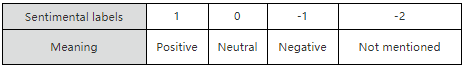 Sentimental labels 1 0 -1 -2
Meaning Positive Neutral Negative Not mentioned